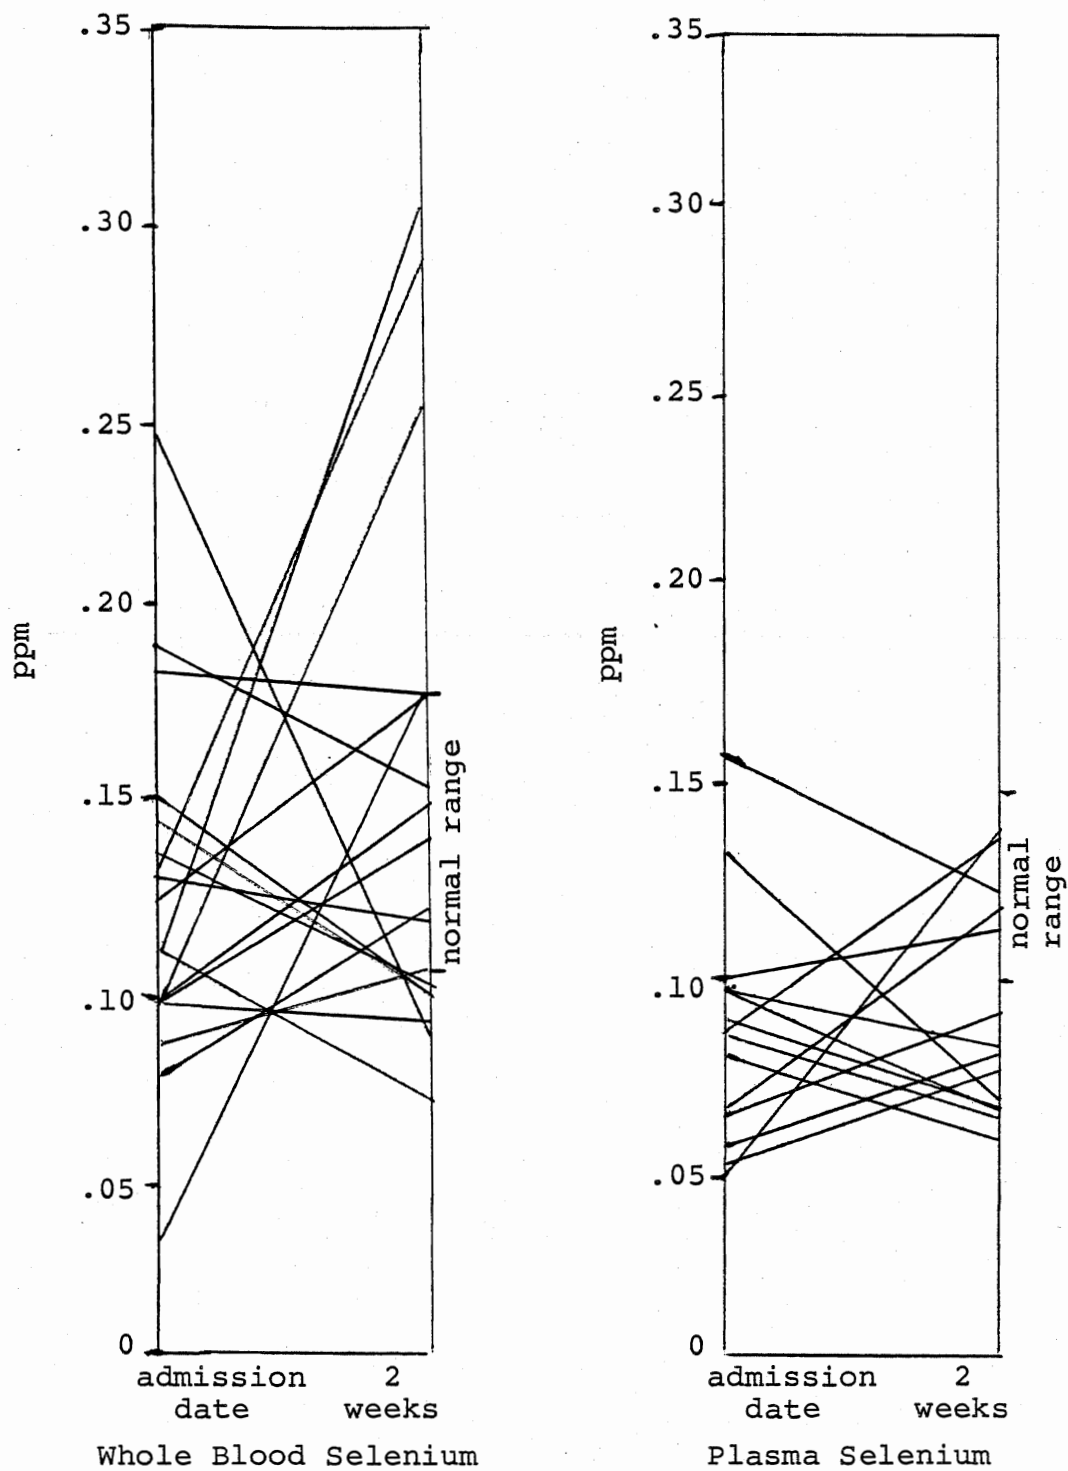 .35
.30
.25
.20
.15
.10
.05
0
ppm
normal range
admission
date
2
weeks
Whole Blood Selenium
.35
.30
.25
.20
.15
.10
.05
0
ppm
normal
range
admission
date
2
weeks
Plasma Selenium